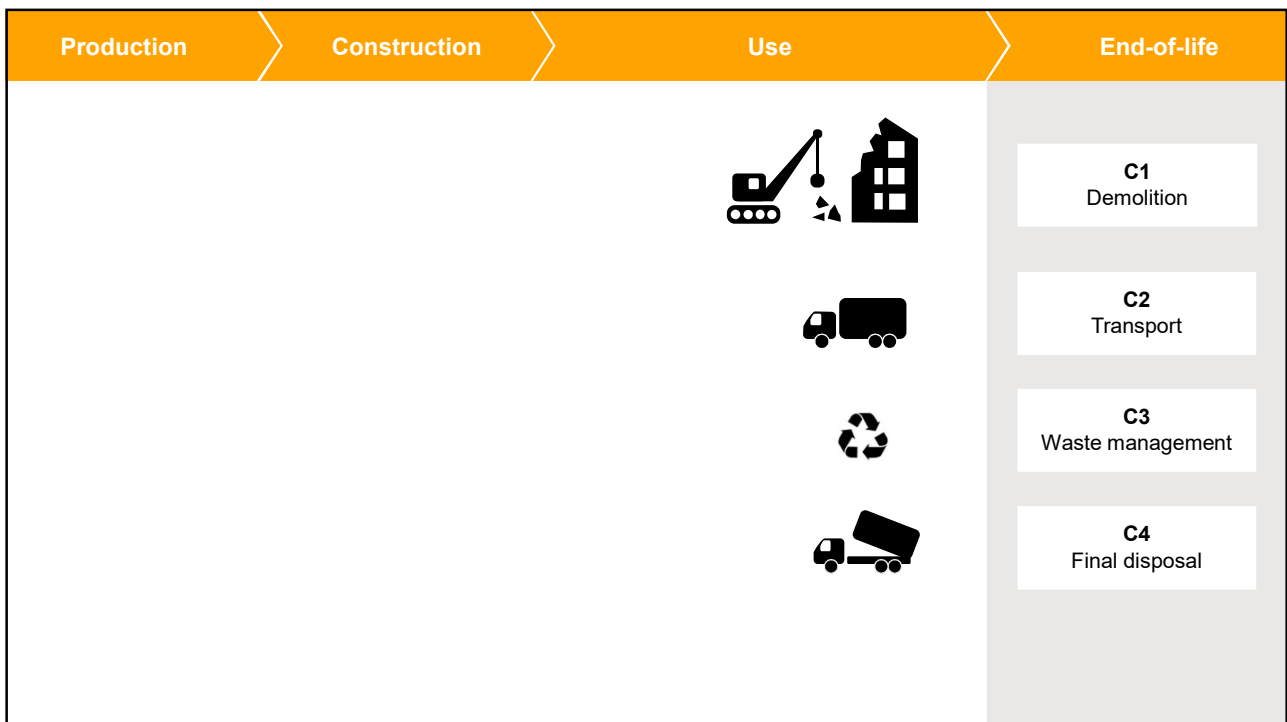 Production
Construction
Use
End-of-life
C1
Demolition
C2
Transport
C3
Waste management
C4
Final disposal